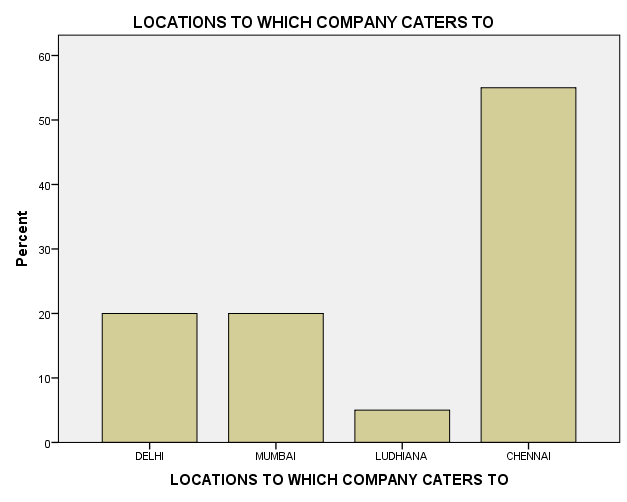 LOCATIONS TO WHICH COMPANY CATERS TO
Percent
60
50
40
30
20
10
0
DELHI MUMBAI LUDHIANA CHENNAI
LOCATIONS TO WHICH COMPANY CATERS TO